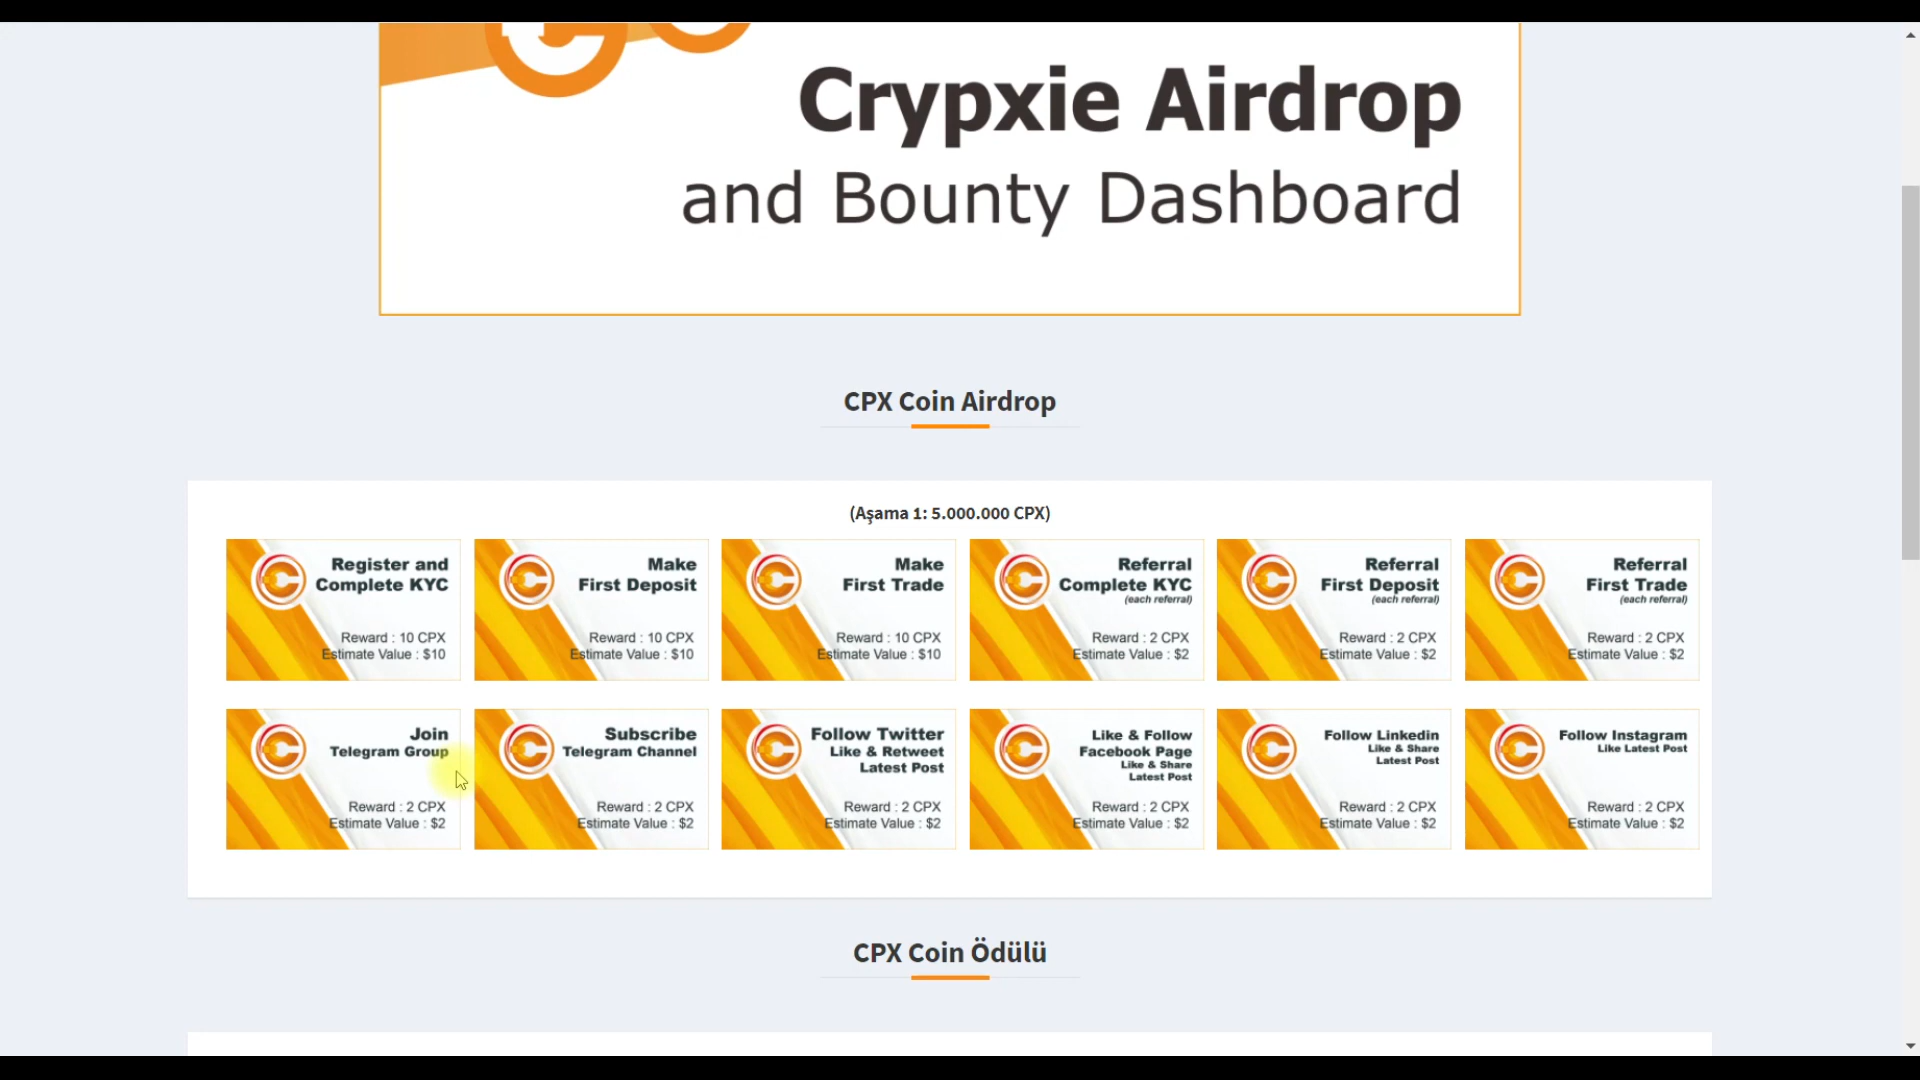 Crypxie Airdrop
and Bounty Dashboard
CPX Coin Airdrop
(Aşama 1: 5.000.000 CPX)
Register and
Complete KYC
Reward : 10 CPX
Estimate Value : $10
Make
First Deposit
Reward : 10 CPX
Estimate Value : $10
Make
First Trade
Reward : 10 CPX
Estimate Value : $10
Referral
Complete KYC
(each referral)
Reward : 2 CPX
Estimate Value : $2
Referral
First Deposit
(each referral)
Reward : 2 CPX
Estimate Value : $2
Referral
First Trade
(each referral)
Reward : 2 CPX
Estimate Value : $2
Join
Telegram Group
Reward : 2 CPX
Estimate Value : $2
Subscribe
Telegram Channel
Reward : 2 CPX
Estimate Value : $2
Follow Twitter
Like & Retweet
Latest Post
Reward : 2 CPX
Estimate Value : $2
Like & Follow
Facebook Page
Like & Share
Latest Post
Reward : 2 CPX
Estimate Value : $2
Follow Linkedin
Like & Share
Latest Post
Reward : 2 CPX
Estimate Value : $2
Follow Instagram
Like Latest Post
Reward : 2 CPX
Estimate Value : $2
CPX Coin Ödülü